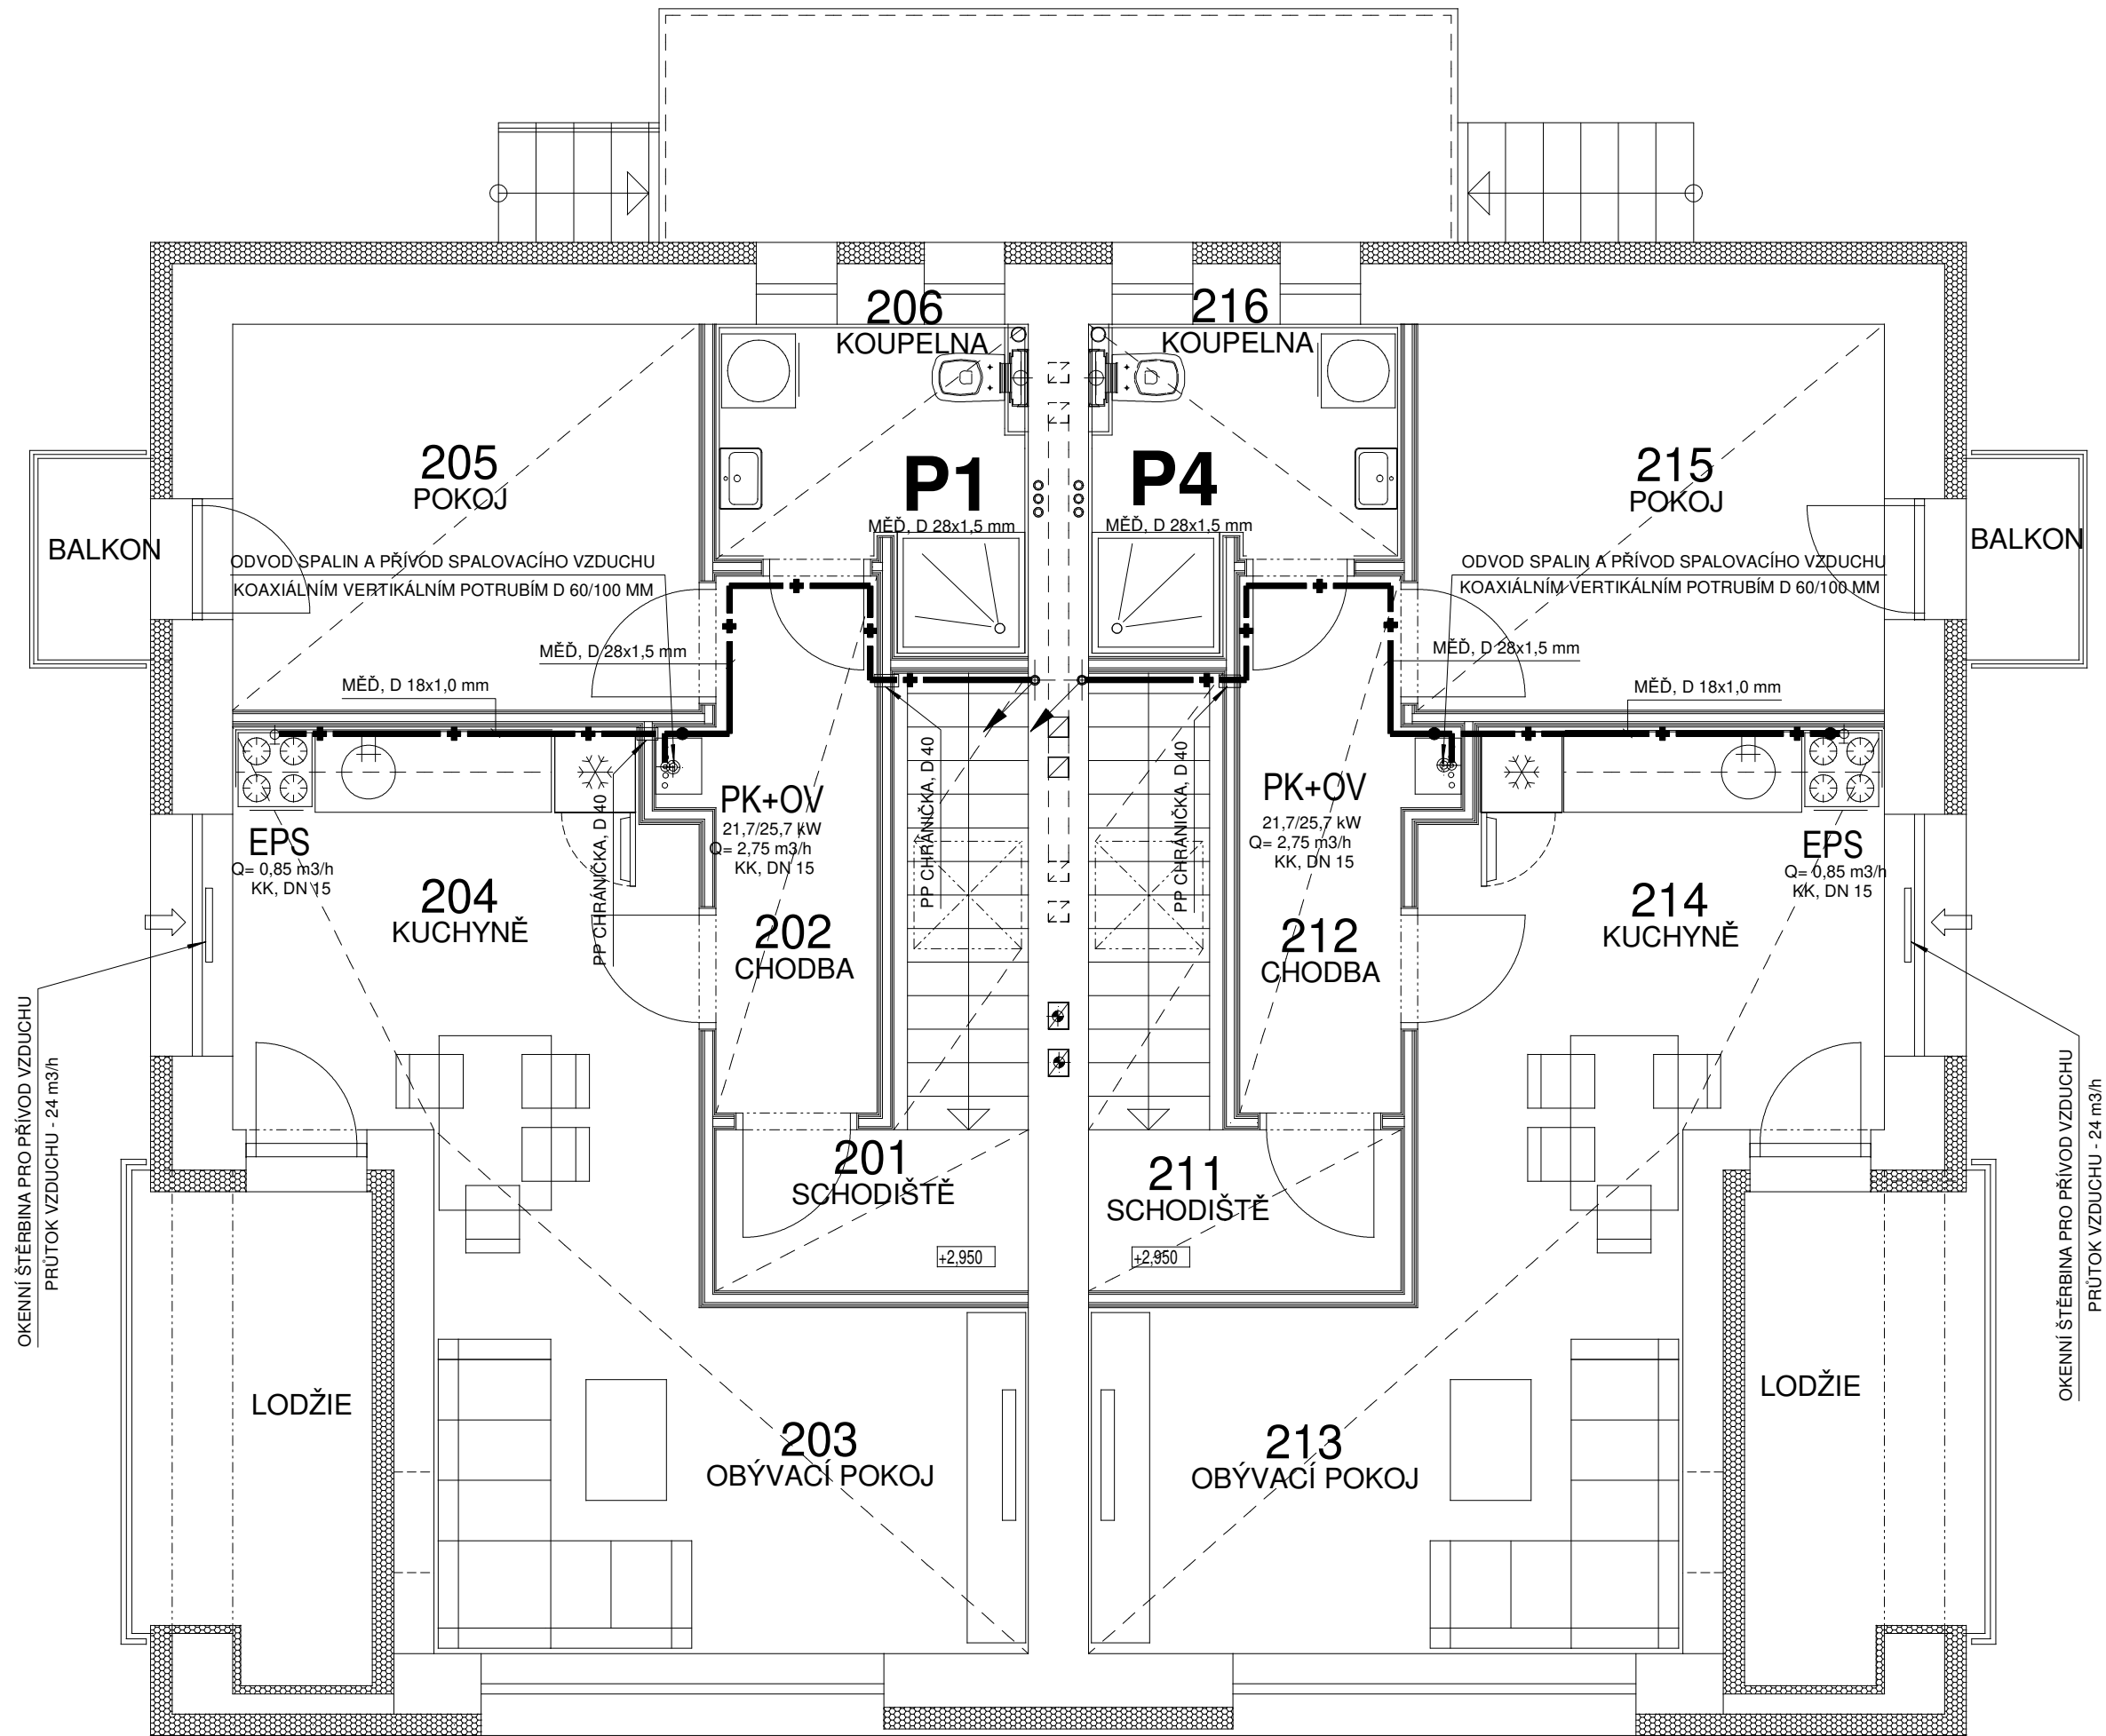 206
KOUPELNA
216
KOUPELNA
205
POKOJ
P1
MĚĎ, D 28x1,5 mm
P4
MĚĎ, D 28x1,5 mm
215
POKOJ
BALKON
BALKON
ODVOD SPALIN A PŘÍVOD SPALOVACÍHO VZDUCHU
KOAXIÁLNÍM VERTIKÁLNÍM POTRUBÍM D 60/100 MM
ODVOD SPALIN A PŘÍVOD SPALOVACÍHO VZDUCHU
KOAXIÁLNÍM VERTIKÁLNÍM POTRUBÍM D 60/100 MM
MĚĎ, D 28x1,5 mm
MĚĎ, D 28x1,5 mm
MĚĎ, D 18x1,0 mm
MĚĎ, D 18x1,0 mm
EPS
Q= 0,85 m3/h
KK, DN 15
204
KUCHYNĚ
PP CHRÁNIČKA, D 40
PK+OV
21,7/25,7 kW
Q= 2,75 m3/h
KK, DN 15
PP CHRÁNIČKA, D 40
PP CHRÁNIČKA, D 40
PK+OV
21,7/25,7 kW
Q= 2,75 m3/h
KK, DN 15
EPS
Q= 0,85 m3/h
KK, DN 15
202
CHODBA
212
CHODBA
214
KUCHYNĚ
OKENNÍ ŠTĚRBINA PRO PŘÍVOD VZDUCHU
PRŮTOK VZDUCHU - 24 m3/h
OKENNÍ ŠTĚRBINA PRO PŘÍVOD VZDUCHU
PRŮTOK VZDUCHU - 24 m3/h
201
SCHODIŠTĚ
+2,950
211
SCHODIŠTĚ
+2,950
LODŽIE
203
OBÝVACÍ POKOJ
213
OBÝVACÍ POKOJ
LODŽIE